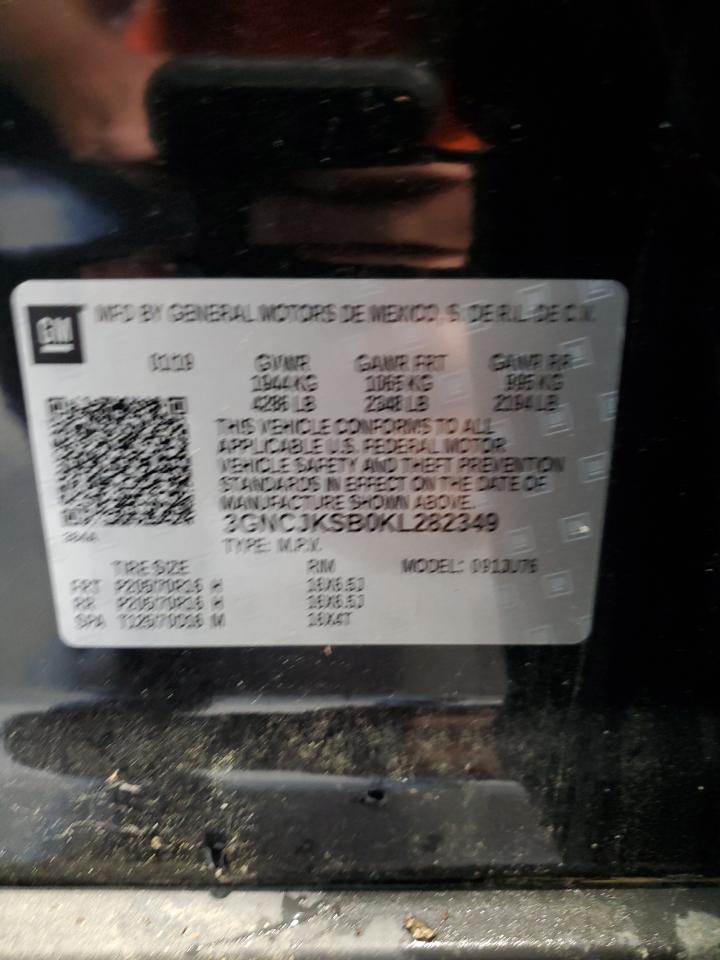 GM
MFD BY GENERAL MOTORS DE MEXICO, S. DE R.L. DE C.V.
01/19 GVWR GAWR FRT GAWR RR
1944 KG 1065 KG 995 KG
4286 LB 2348 LB 2194 LB
THIS VEHICLE CONFORMS TO ALL
APPLICABLE U.S. FEDERAL MOTOR
VEHICLE SAFETY AND THEFT PREVENTION
STANDARDS IN EFFECT ON THE DATE OF
MANUFACTURE SHOWN ABOVE.
3GNCJKSB0KL282349
TYPE: M.P.V.
TIRE SIZE RIM MODEL: 091JU76
FRT P205/70R16 H 16X6.5J
RR P205/70R16 H 16X6.5J
SPA T125/70D16 M 16X4T